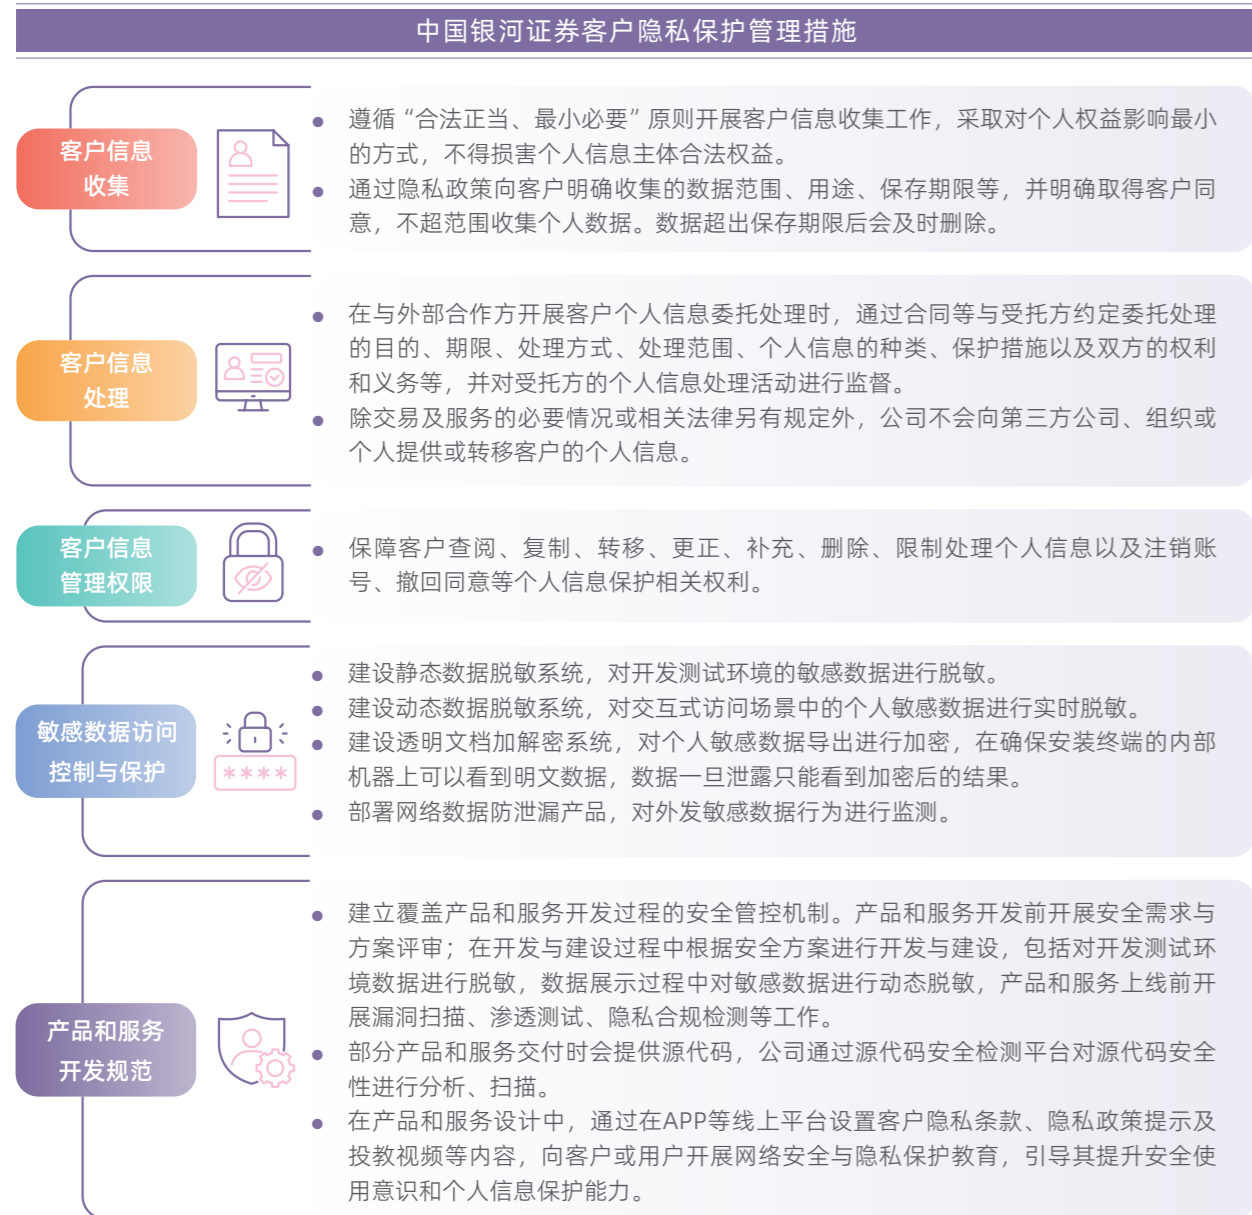 中国银河证券客户隐私保护管理措施
客户信息
收集
● 遵循“合法正当、最小必要”原则开展客户信息收集工作，采取对个人权益影响最小
的方式，不得损害个人信息主体合法权益。
● 通过隐私政策向客户明确收集的数据范围、用途、保存期限等，并明确取得客户同
意，不超范围收集个人数据。数据超出保存期限后会及时删除。
客户信息
处理
● 在与外部合作方开展客户个人信息委托处理时，通过合同等与受托方约定委托处理
的目的、期限、处理方式、处理范围、个人信息的种类、保护措施以及双方的权利
和义务等，并对受托方的个人信息处理活动进行监督。
● 除交易及服务的必要情况或相关法律另有规定外，公司不会向第三方公司、组织或
个人提供或转移客户的个人信息。
客户信息
管理权限
● 保障客户查阅、复制、转移、更正、补充、删除、限制处理个人信息以及注销账
号、撤回同意等个人信息保护相关权利。
敏感数据访问
控制与保护
****
● 建设静态数据脱敏系统，对开发测试环境的敏感数据进行脱敏。
● 建设动态数据脱敏系统，对交互式访问场景中的个人敏感数据进行实时脱敏。
● 建设透明文档加解密系统，对个人敏感数据导出进行加密，在确保安装终端的内部
机器上可以看到明文数据，数据一旦泄露只能看到加密后的结果。
● 部署网络数据防泄漏产品，对外发敏感数据行为进行监测。
产品和服务
开发规范
● 建立覆盖产品和服务开发过程的安全管控机制。产品和服务开发前开展安全需求与
方案评审；在开发与建设过程中根据安全方案进行开发与建设，包括对开发测试环
境数据进行脱敏，数据展示过程中对敏感数据进行动态脱敏，产品和服务上线前开
展漏洞扫描、渗透测试、隐私合规检测等工作。
● 部分产品和服务交付时会提供源代码，公司通过源代码安全检测平台对源代码安全
性进行分析、扫描。
● 在产品和服务设计中，通过在APP等线上平台设置客户隐私条款、隐私政策提示及
投教视频等内容，向客户或用户开展网络安全与隐私保护教育，引导其提升安全使
用意识和个人信息保护能力。